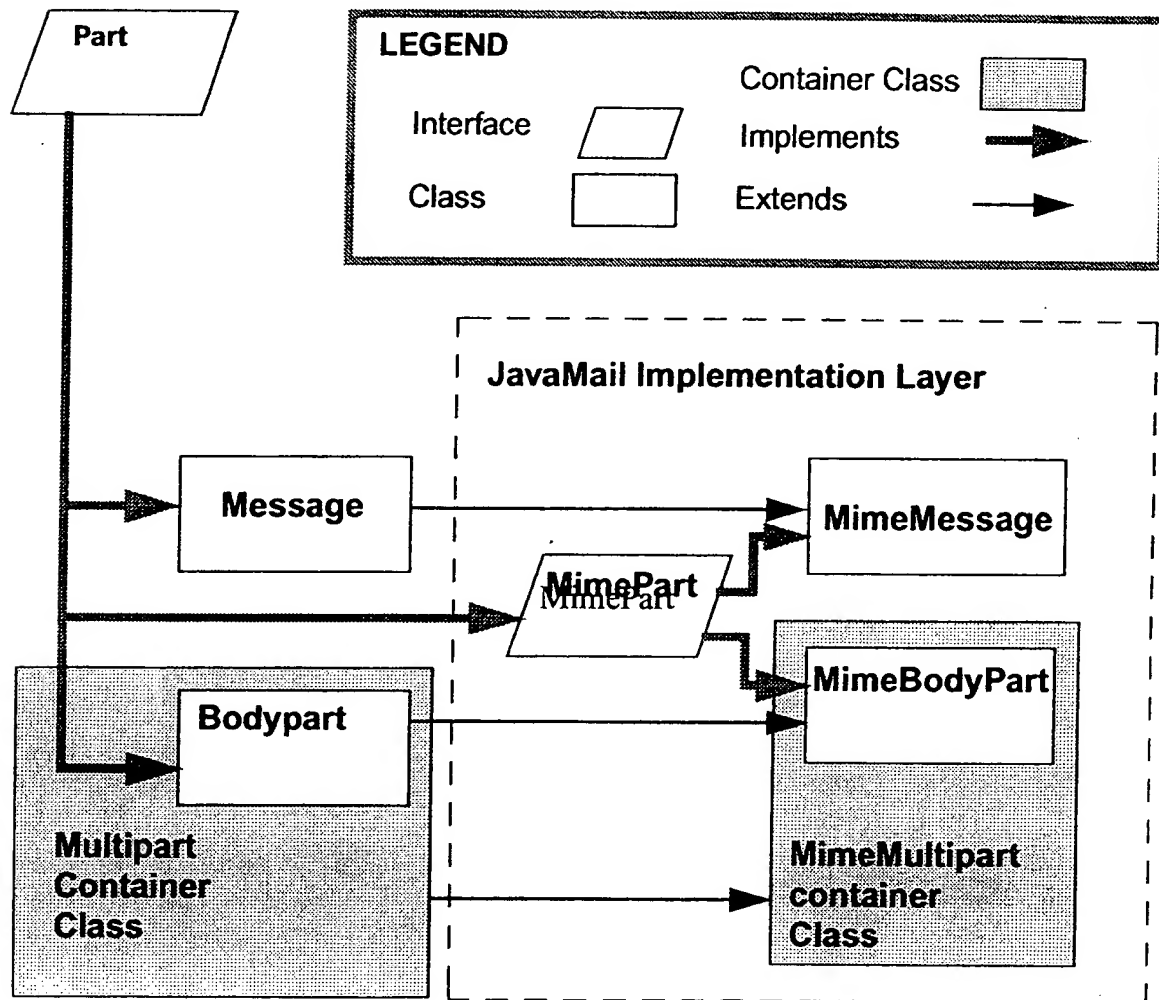 Part
LEGEND
Interface
Class
Container Class
Implements
Extends
JavaMail Implementation Layer
Message
MimeMessage
MimePart
MimePart
Bodypart
MimeBodyPart
Multipart
Container
Class
MimeMultipart
container
Class